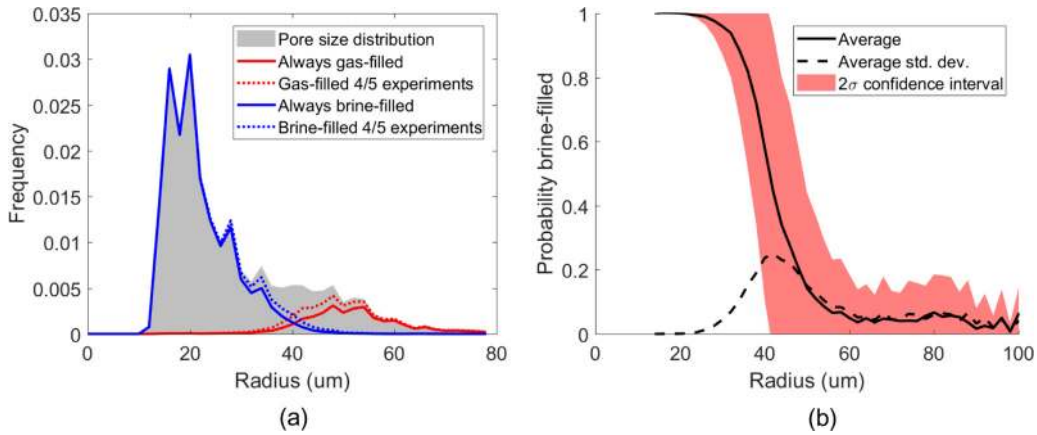 0.035
0.03
0.025
0.02
0.015
0.01
0.005
0
Frequency
Pore size distribution
Always gas-filled
Gas-filled 4/5 experiments
Always brine-filled
Brine-filled 4/5 experiments
0 20 40 60 80
Radius (um)
(a)
1
0.8
0.6
0.4
0.2
0
Probability brine-filled
Average
Average std. dev.
2σ confidence interval
0 20 40 60 80 100
Radius (um)
(b)